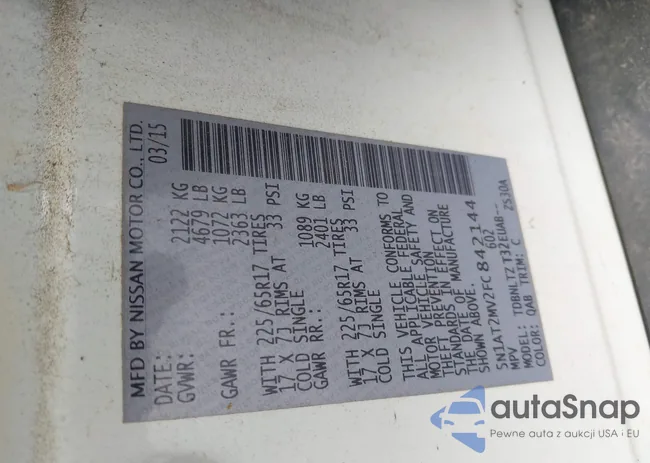 MFD BY NISSAN MOTOR CO., LTD.
DATE: 03/15
GVWR: 2122 KG
4679 LB
GAWR FR.: 1072 KG
2363 LB
WITH 225/65R17 TIRES
17 X 7J RIMS AT 33 PSI
COLD SINGLE
GAWR RR.: 1089 KG
2401 LB
WITH 225/65R17 TIRES
17 X 7J RIMS AT 33 PSI
COLD SINGLE
THIS VEHICLE CONFORMS TO
ALL APPLICABLE FEDERAL
MOTOR VEHICLE SAFETY AND
THEFT PREVENTION
STANDARDS IN EFFECT ON
THE DATE OF MANUFACTURE
SHOWN ABOVE.
5N1AT2MV2FC842144
MPV 602
TDBNLTZ T32EUAB-- ZS30A
COLOR: QAB TRIM: C
autaSnap
Pewne auta z aukcji USA i EU